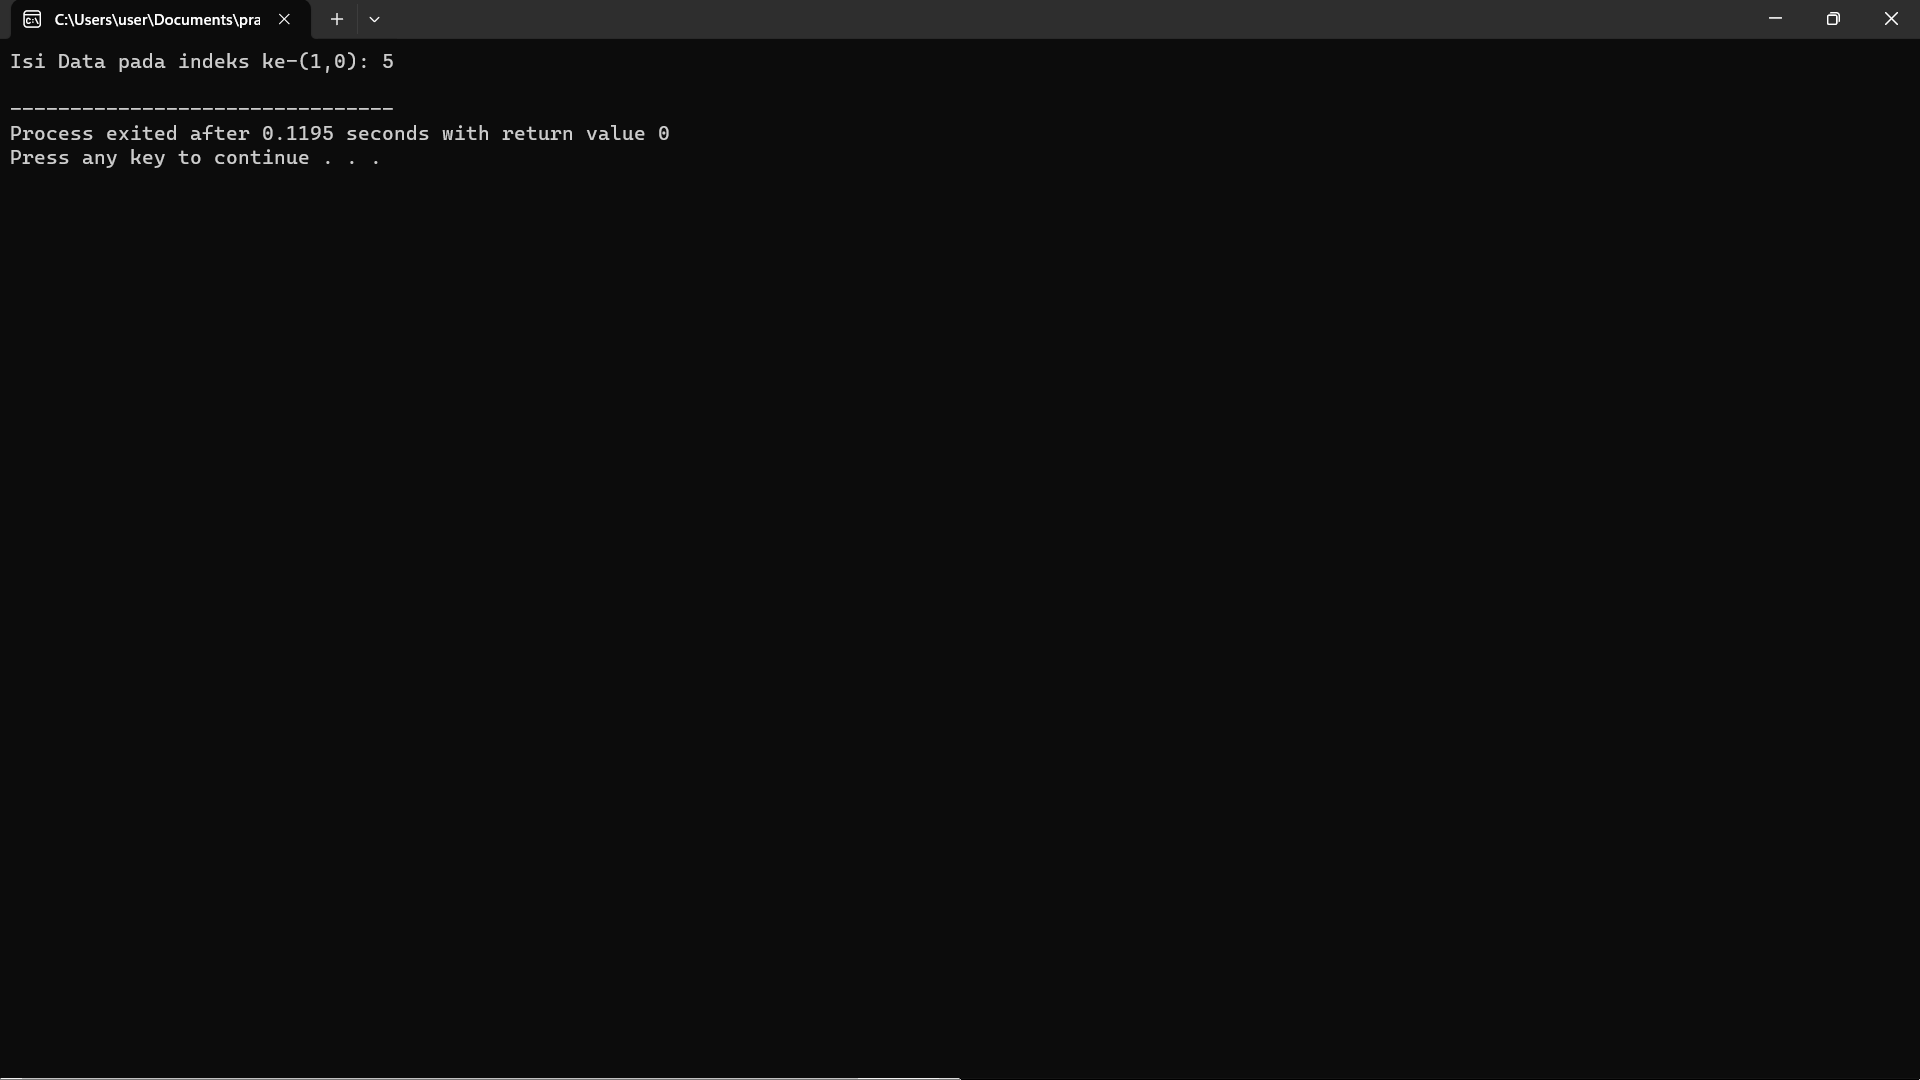 C:\Users\user\Documents\pra
Isi Data pada indeks ke-(1,0): 5
--------------------------------
Process exited after 0.1195 seconds with return value 0
Press any key to continue . . .